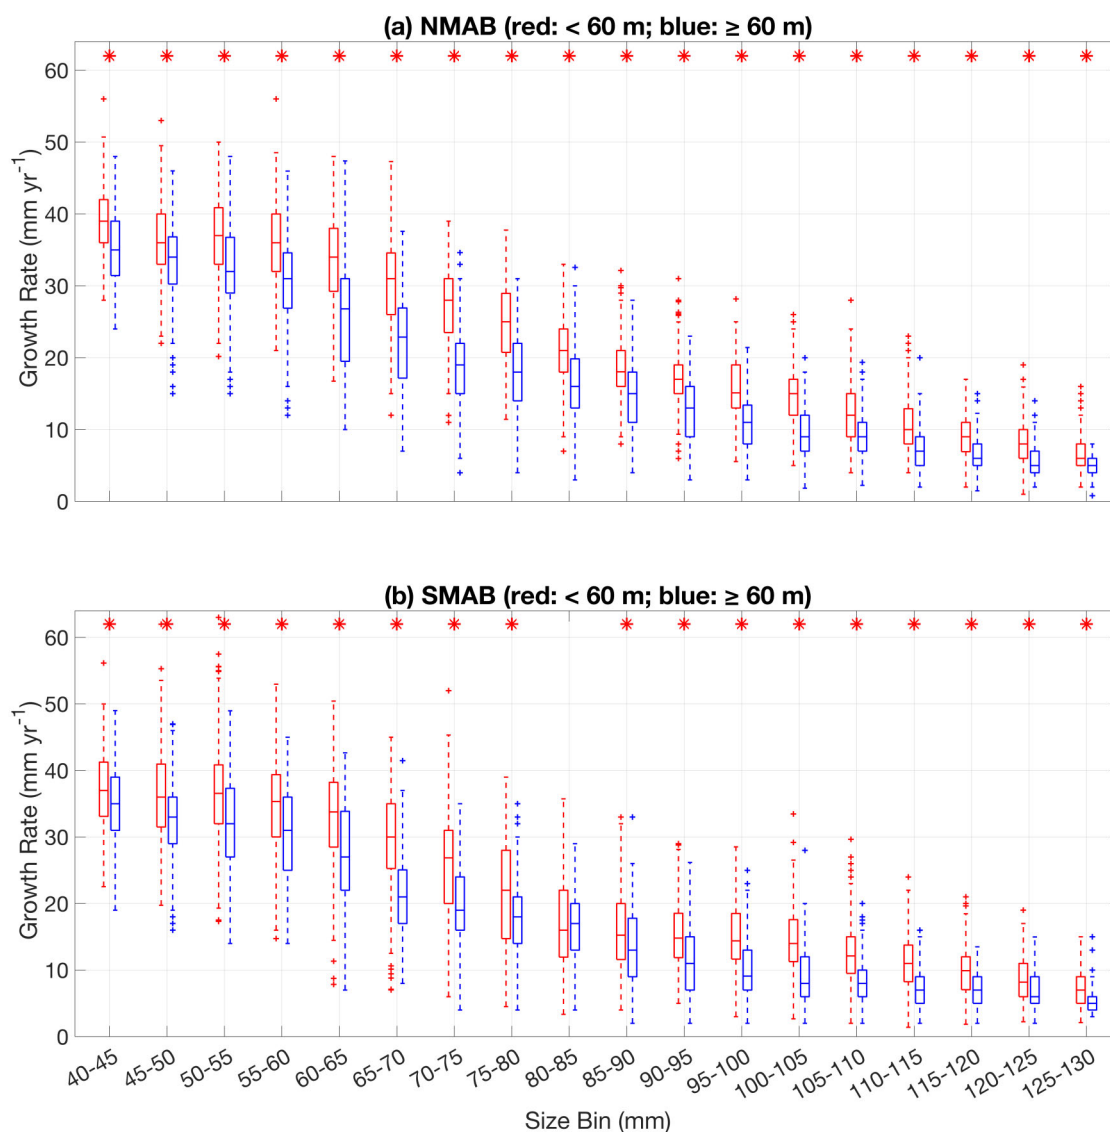 (a) NMAB (red: < 60 m; blue: ≥ 60 m)
60
50
40
30
20
10
0
Growth Rate (mm yr⁻¹)
(b) SMAB (red: < 60 m; blue: ≥ 60 m)
60
50
40
30
20
10
0
Growth Rate (mm yr⁻¹)
40-45 45-50 50-55 55-60 60-65 65-70 70-75 75-80 80-85 85-90 90-95 95-100 100-105 105-110 110-115 115-120 120-125 125-130
Size Bin (mm)